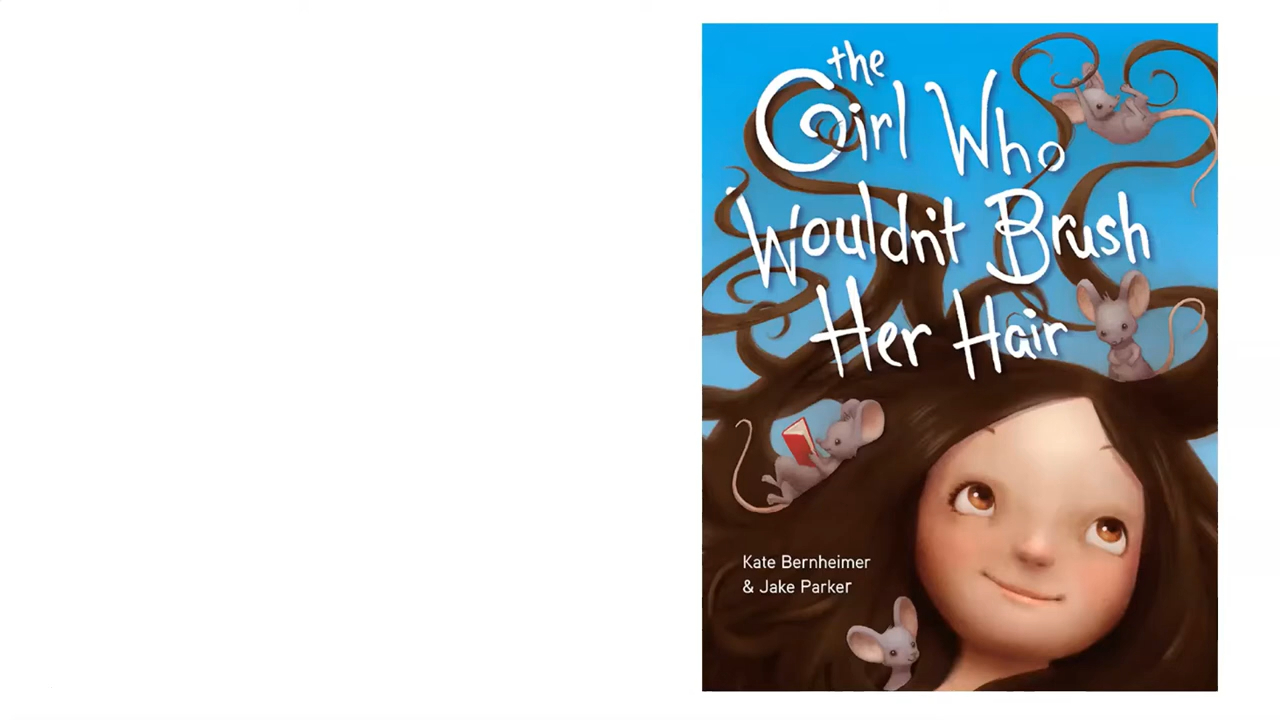 the
Girl Who
Wouldn't Brush
Her Hair
Kate Bernheimer
& Jake Parker